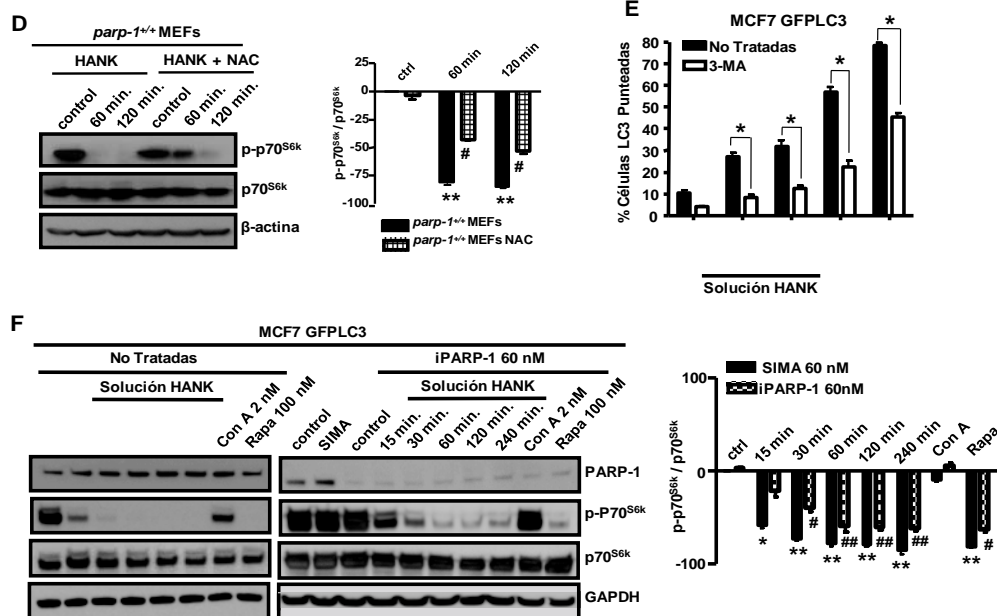 D
parp-1+/+ MEFs
HANK
HANK + NAC
control
60 min.
120 min.
control
60 min.
120 min.
p-p70S6k
p70S6k
β-actina
p-p70S6k / p70S6k
25
0
-25
-50
-75
-100
ctrl
60 min
120 min
#
#
**
**
parp-1+/+ MEFs
parp-1+/+ MEFs NAC
E
MCF7 GFPLC3
No Tratadas
3-MA
% Células LC3 Punteadas
80
70
60
50
40
30
20
10
0
*
*
*
*
Solución HANK
F
MCF7 GFPLC3
No Tratadas
iPARP-1 60 nM
Solución HANK
Solución HANK
Con A 2 nM
Rapa 100 nM
control
SIMA
control
15 min.
30 min.
60 min.
120 min.
240 min.
Con A 2 nM
Rapa 100 nM
PARP-1
p-P70S6k
p70S6k
GAPDH
SIMA 60 nM
iPARP-1 60nM
p-p70S6k / p70S6k
100
0
-100
ctrl
15 min
30 min
60 min
120 min
240 min
Con A
Rapa
*
**
#
**
##
**
##
**
##
**
#